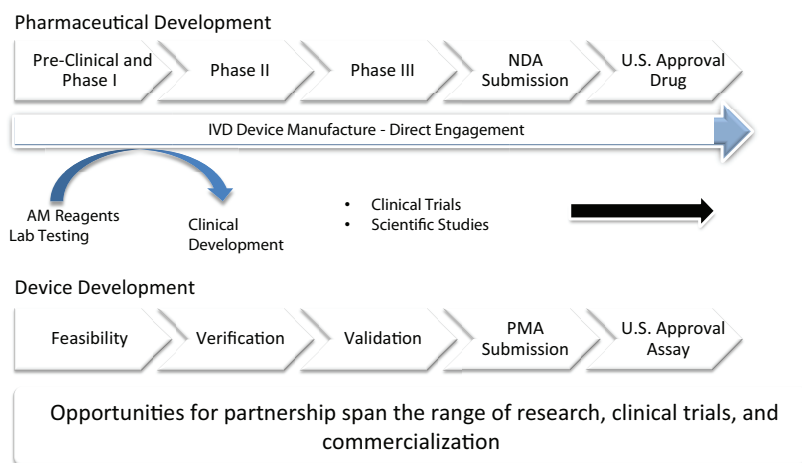 Pharmaceutical Development
Pre-Clinical and
Phase I
Phase II
Phase III
NDA
Submission
U.S. Approval
Drug
IVD Device Manufacture - Direct Engagement
AM Reagents
Lab Testing
Clinical
Development
• Clinical Trials
• Scientific Studies
Device Development
Feasibility
Verification
Validation
PMA
Submission
U.S. Approval
Assay
Opportunities for partnership span the range of research, clinical trials, and
commercialization